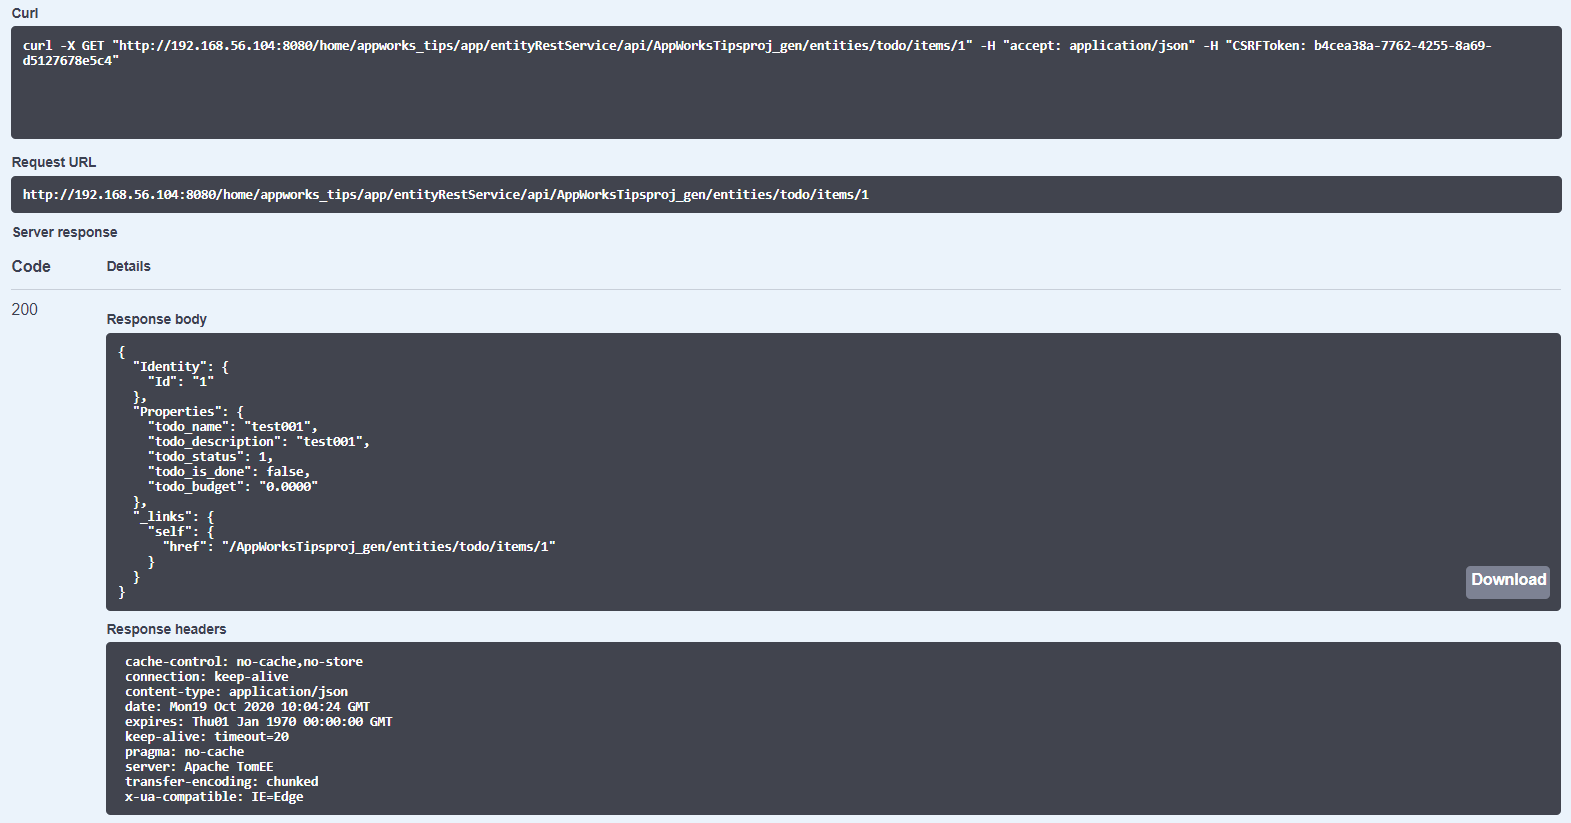 Curl
curl -X GET "http://192.168.56.104:8080/home/appworks_tips/app/entityRestService/api/AppWorksTipsproj_gen/entities/todo/items/1" -H "accept: application/json" -H "CSRFToken: b4cea38a-7762-4255-8a69-
d5127678e5c4"
Request URL
http://192.168.56.104:8080/home/appworks_tips/app/entityRestService/api/AppWorksTipsproj_gen/entities/todo/items/1
Server response
Code Details
200
Response body
{
  "Identity": {
    "Id": "1"
  },
  "Properties": {
    "todo_name": "test001",
    "todo_description": "test001",
    "todo_status": 1,
    "todo_is_done": false,
    "todo_budget": "0.0000"
  },
  "_links": {
    "self": {
      "href": "/AppWorksTipsproj_gen/entities/todo/items/1"
    }
  }
}
Download
Response headers
cache-control: no-cache,no-store
connection: keep-alive
content-type: application/json
date: Mon19 Oct 2020 10:04:24 GMT
expires: Thu01 Jan 1970 00:00:00 GMT
keep-alive: timeout=20
pragma: no-cache
server: Apache TomEE
transfer-encoding: chunked
x-ua-compatible: IE=Edge